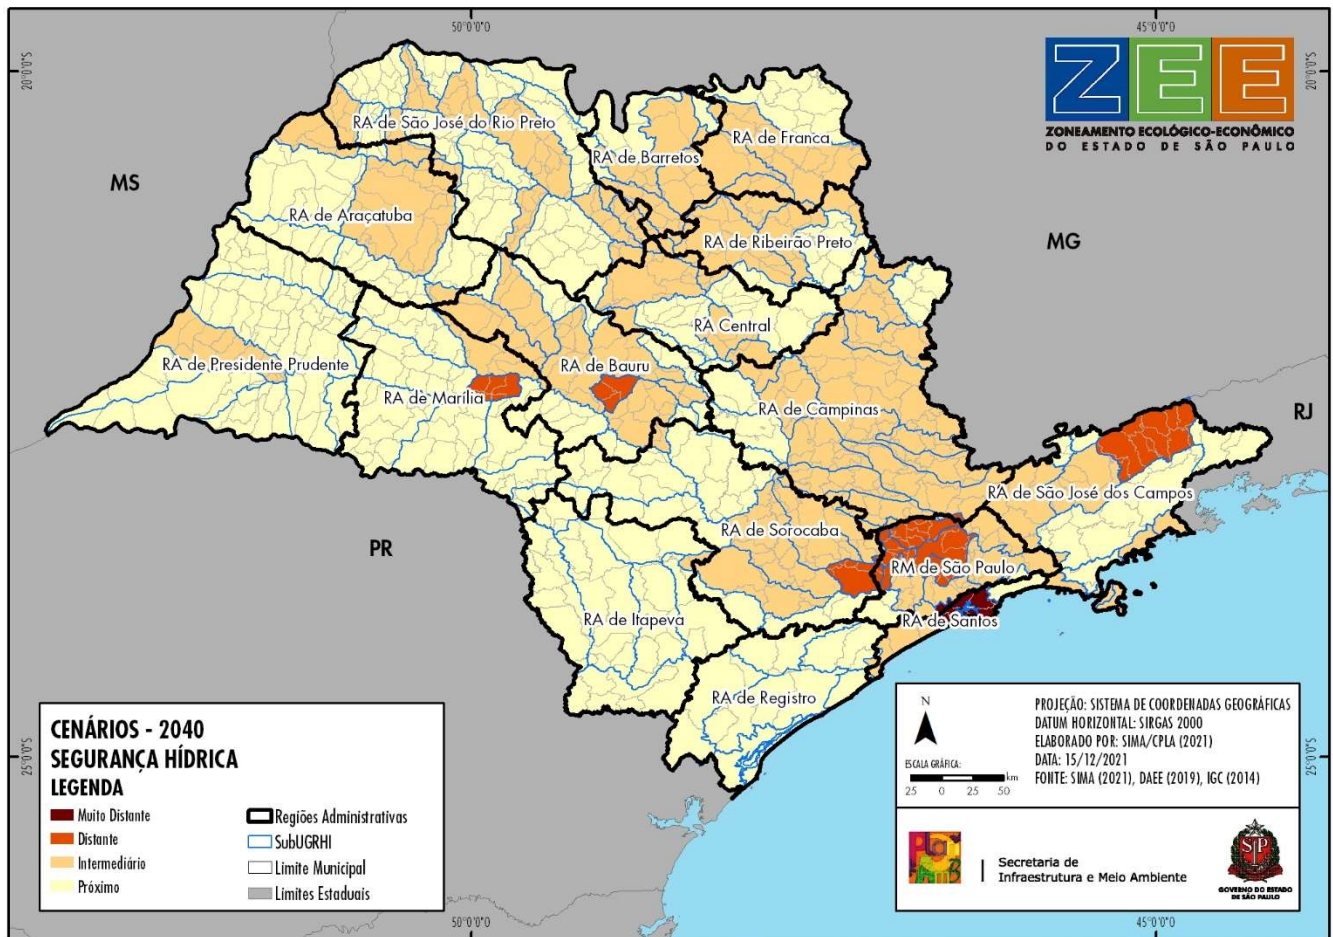 50°0'0"O
45°0'0"O
20°0'0"S
20°0'0"S
ZEE
ZONEAMENTO ECOLÓGICO-ECONÔMICO
DO ESTADO DE SÃO PAULO
RA de São José do Rio Preto
RA de Franca
RA de Barretos
MS
RA de Araçatuba
RA de Ribeirão Preto
MG
RA Central
RA de Presidente Prudente
RA de Bauru
RA de Marília
RA de Campinas
RJ
RA de São José dos Campos
RA de Sorocaba
PR
RM de São Paulo
RA de Itapeva
RA de Santos
RA de Registro
CENÁRIOS - 2040
SEGURANÇA HÍDRICA
LEGENDA
Muito Distante
Distante
Intermediário
Próximo
Regiões Administrativas
SubUGRHI
Limite Municipal
Limites Estaduais
N
ESCALA GRÁFICA:
km
25 0 25 50
PROJEÇÃO: SISTEMA DE COORDENADAS GEOGRÁFICAS
DATUM HORIZONTAL: SIRGAS 2000
ELABORADO POR: SIMA/CPLA (2021)
DATA: 15/12/2021
FONTE: SIMA (2021), DAEE (2019), IGC (2014)
Secretaria de
Infraestrutura e Meio Ambiente
SP
GOVERNO DO ESTADO
DE SÃO PAULO
25°0'0"S
25°0'0"S
50°0'0"O
45°0'0"O